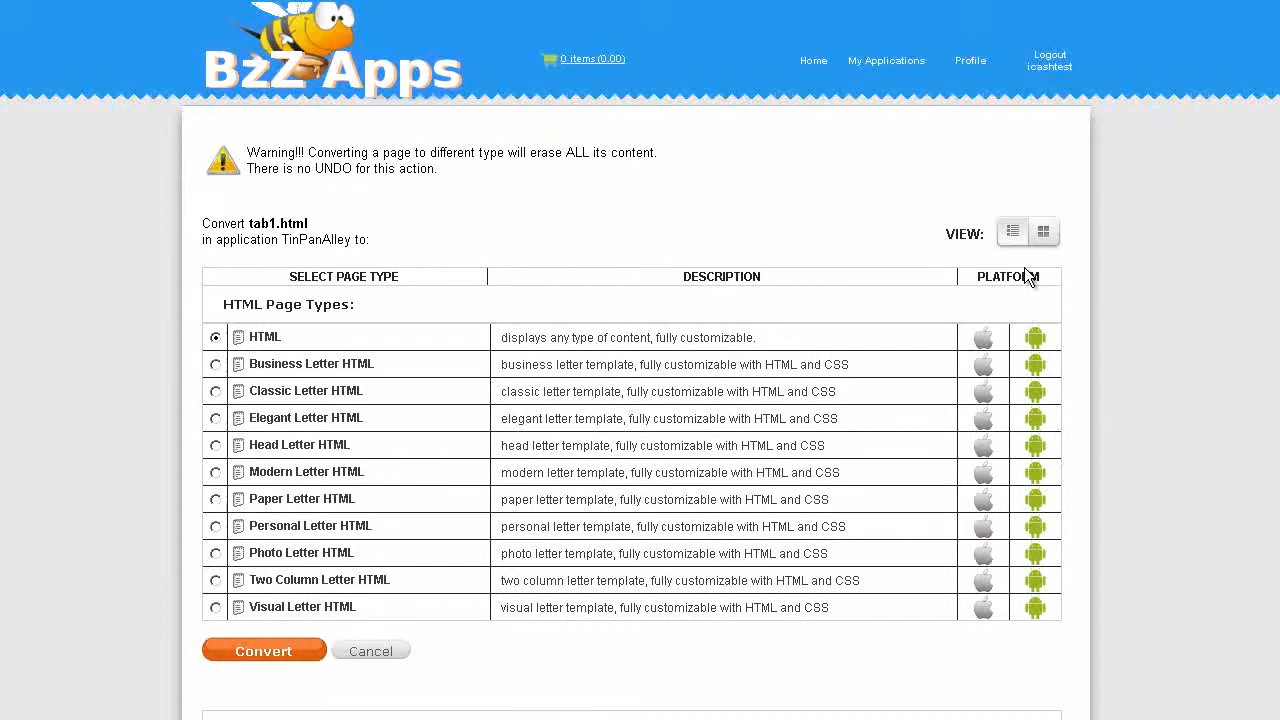 BzZ Apps
0 items (0.00)
Home
My Applications
Profile
Logout
icashtest
Warning!!! Converting a page to different type will erase ALL its content.
There is no UNDO for this action.
Convert tab1.html
in application TinPanAlley to:
VIEW:
SELECT PAGE TYPE DESCRIPTION PLATFORM
HTML Page Types:
HTML displays any type of content, fully customizable.
Business Letter HTML business letter template, fully customizable with HTML and CSS
Classic Letter HTML classic letter template, fully customizable with HTML and CSS
Elegant Letter HTML elegant letter template, fully customizable with HTML and CSS
Head Letter HTML head letter template, fully customizable with HTML and CSS
Modern Letter HTML modern letter template, fully customizable with HTML and CSS
Paper Letter HTML paper letter template, fully customizable with HTML and CSS
Personal Letter HTML personal letter template, fully customizable with HTML and CSS
Photo Letter HTML photo letter template, fully customizable with HTML and CSS
Two Column Letter HTML two column letter template, fully customizable with HTML and CSS
Visual Letter HTML visual letter template, fully customizable with HTML and CSS
Convert Cancel